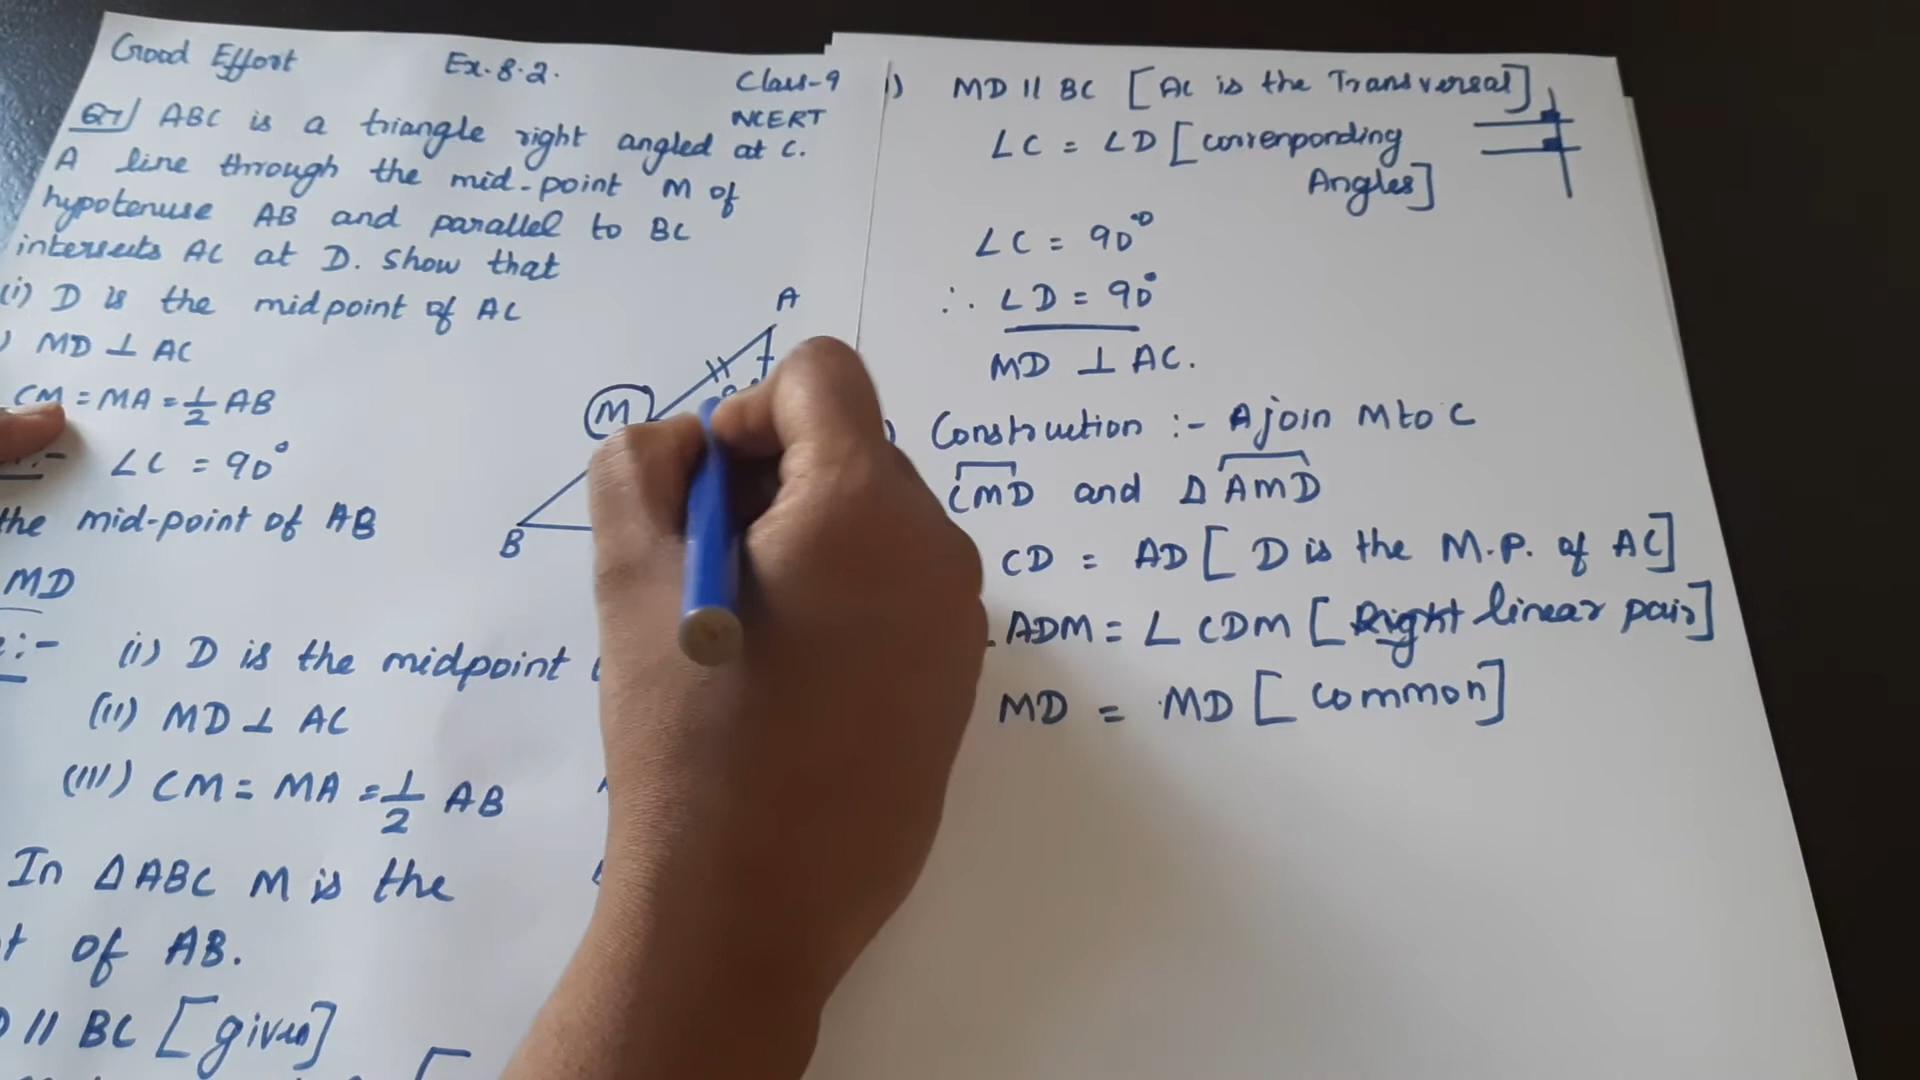 Good Effort Ex. 8.2. Class-9
NCERT
Q7/ ABC is a triangle right angled at C.
A line through the mid-point M of
hypotenuse AB and parallel to BC
intersects AC at D. Show that
(i) D is the midpoint of AC
) MD ⊥ AC
CM = MA = 1/2 AB
∠C = 90°
the mid-point of AB
MD
(i) D is the midpoint
(ii) MD ⊥ AC
(iii) CM = MA = 1/2 AB
In Δ ABC M is the
of AB.
|| BC [given]
A
M
B
) MD || BC [AC is the Transversal]
∠C = ∠D [corresponding
Angles]
∠C = 90°
∴ ∠D = 90°
MD ⊥ AC.
) Construction :- A join M to C
CMD and Δ AMD
CD = AD [D is the M.P. of AC]
ADM = ∠CDM [Right linear pair]
MD = MD [common]